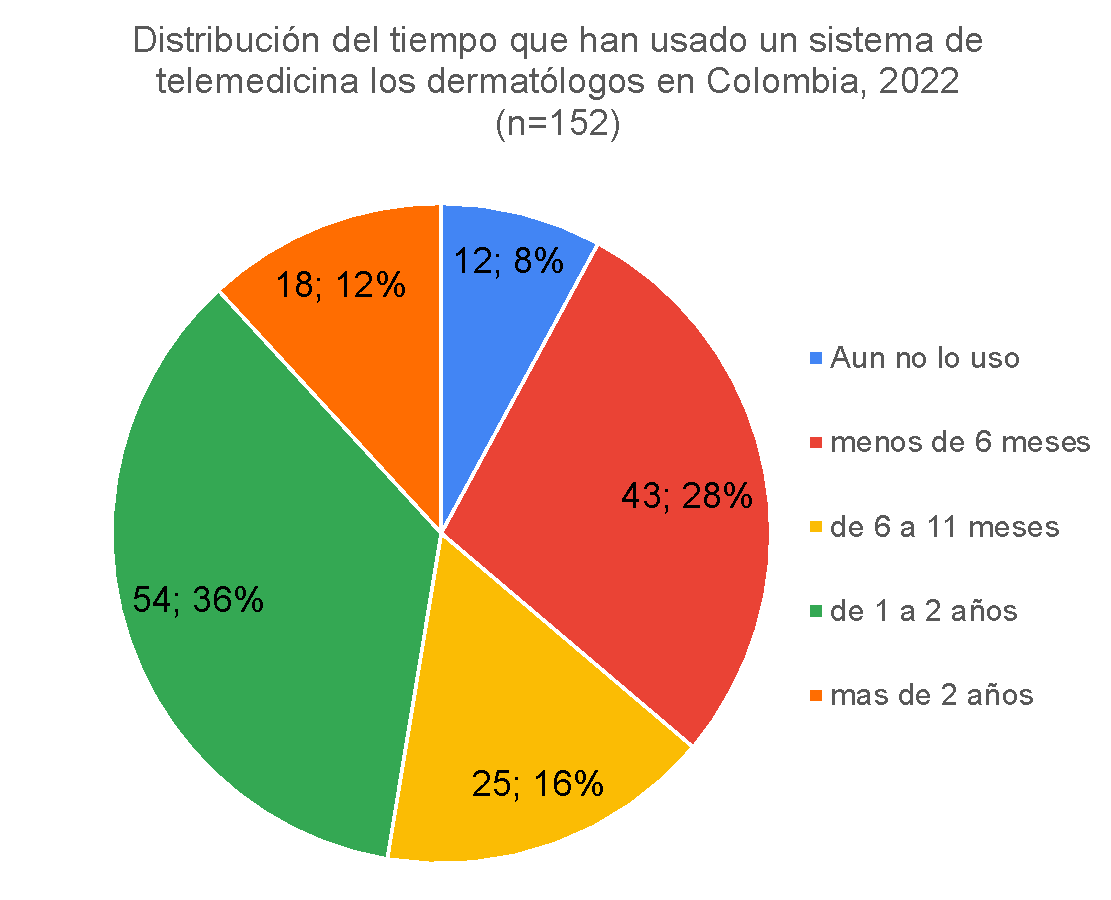 Distribución del tiempo que han usado un sistema de
telemedicina los dermatólogos en Colombia, 2022
(n=152)
12; 8%
18; 12%
43; 28%
54; 36%
25; 16%
Aun no lo uso
menos de 6 meses
de 6 a 11 meses
de 1 a 2 años
mas de 2 años